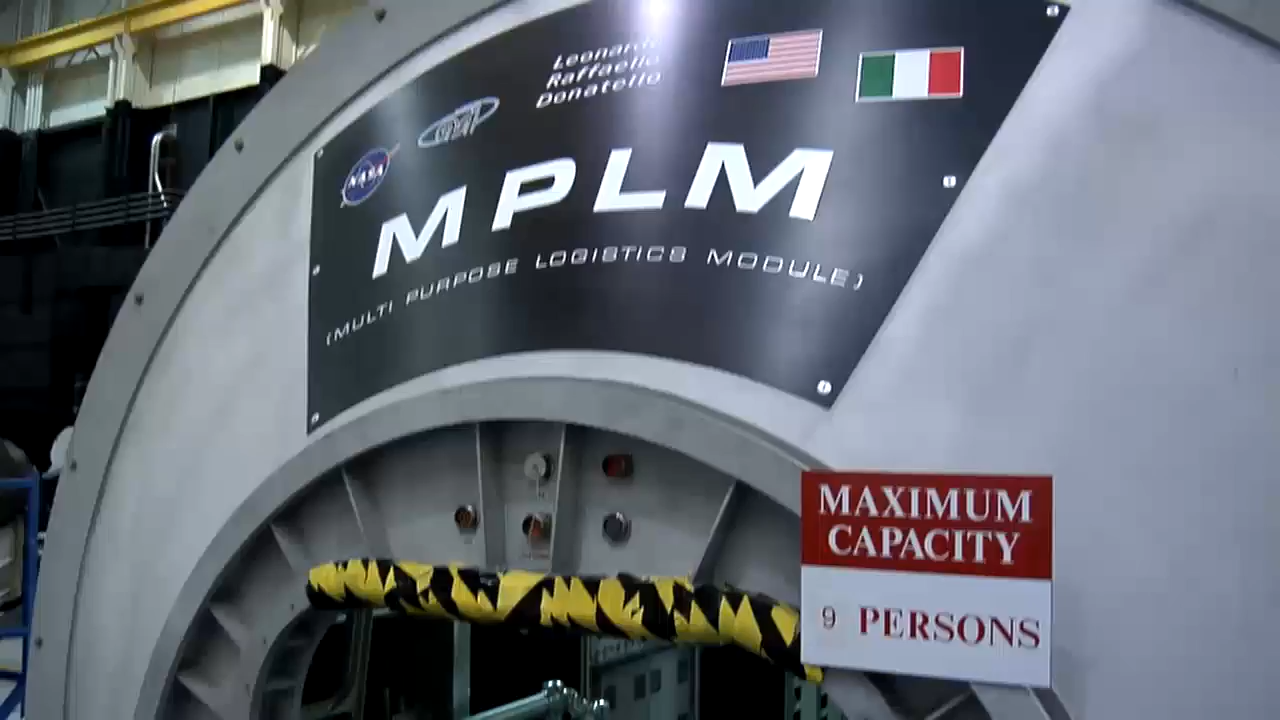 Leonardo
Raffaello
Donatello
NASA
MPLM
(MULTI PURPOSE LOGISTICS MODULE)
MAXIMUM
CAPACITY
9 PERSONS